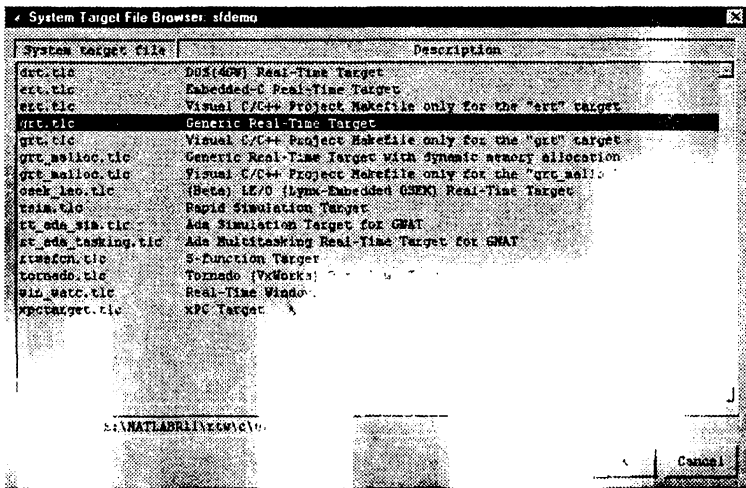 System Target File Browser: sfdemo
System target file Description
drt.tlc DOS(4GW) Real-Time Target
ert.tlc Embedded-C Real-Time Target
ert.tlc Visual C/C++ Project Makefile only for the "ert" target
grt.tlc Generic Real-Time Target
grt.tlc Visual C/C++ Project Makefile only for the "grt" target
grt_malloc.tlc Generic Real-Time Target with dynamic memory allocation
grt_malloc.tlc Visual C/C++ Project Makefile only for the "grt_mall
osek_leo.tlc (Beta) LE/O (Lynx-Embedded OSEK) Real-Time Target
rsim.tlc Rapid Simulation Target
rt_ada_sim.tlc Ada Simulation Target for GNAT
rt_ada_tasking.tlc Ada Multitasking Real-Time Target for GNAT
rtwsfcn.tlc S-function Target
tornado.tlc Tornado (VxWorks)
win_watc.tlc Real-Time Window
xpctarget.tlc xPC Target
:\MATLABR11\rtw\c\
Cancel